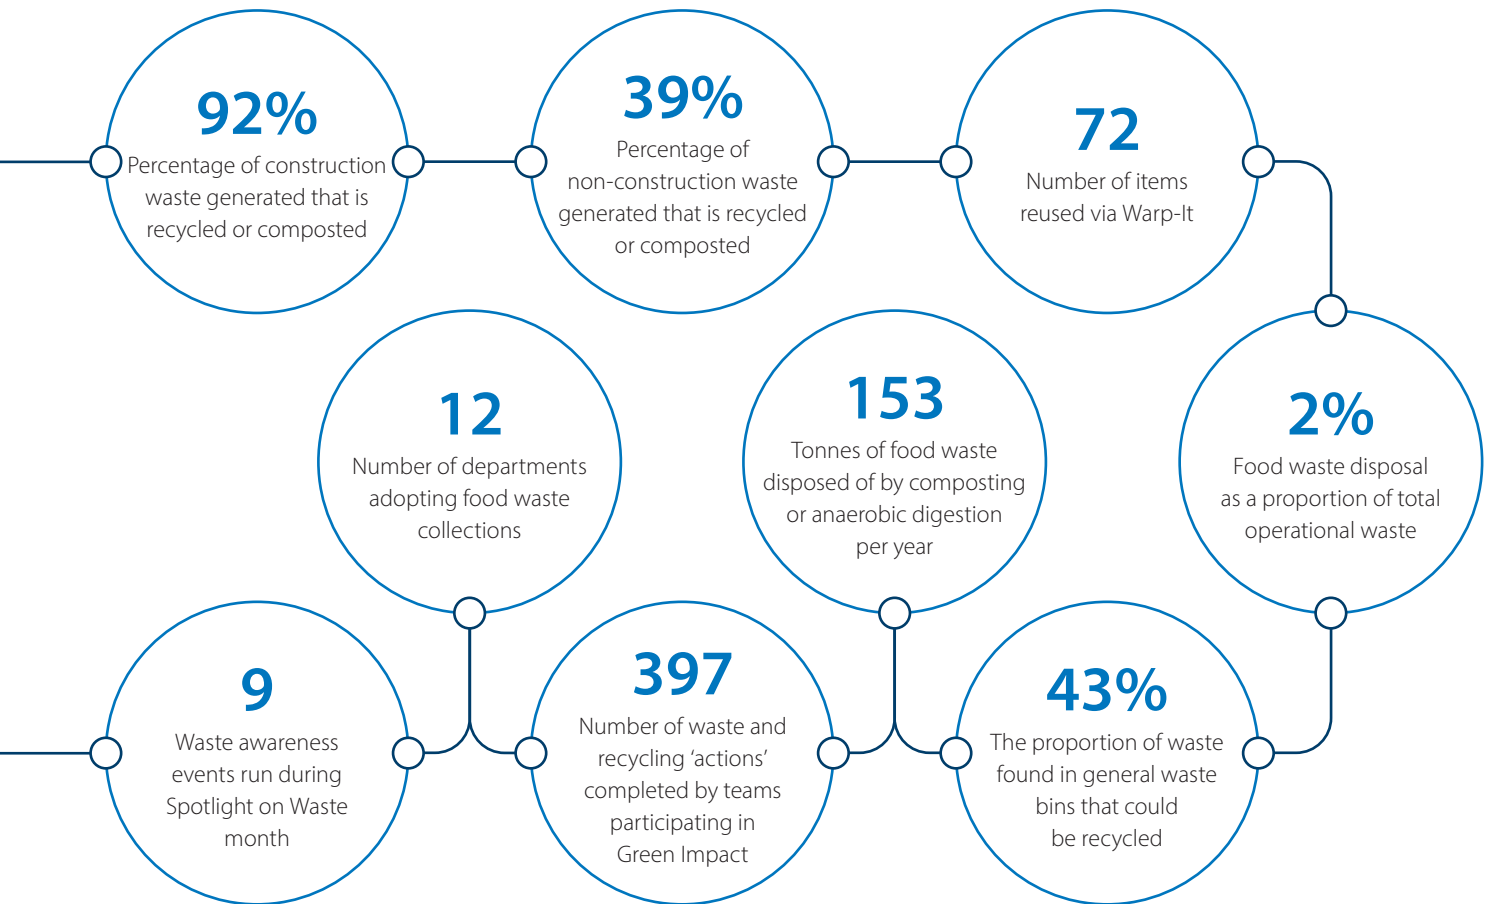 92%
Percentage of construction
waste generated that is
recycled or composted
39%
Percentage of
non-construction waste
generated that is recycled
or composted
72
Number of items
reused via Warp-It
12
Number of departments
adopting food waste
collections
153
Tonnes of food waste
disposed of by composting
or anaerobic digestion
per year
2%
Food waste disposal
as a proportion of total
operational waste
9
Waste awareness
events run during
Spotlight on Waste
month
397
Number of waste and
recycling ‘actions’
completed by teams
participating in
Green Impact
43%
The proportion of waste
found in general waste
bins that could
be recycled